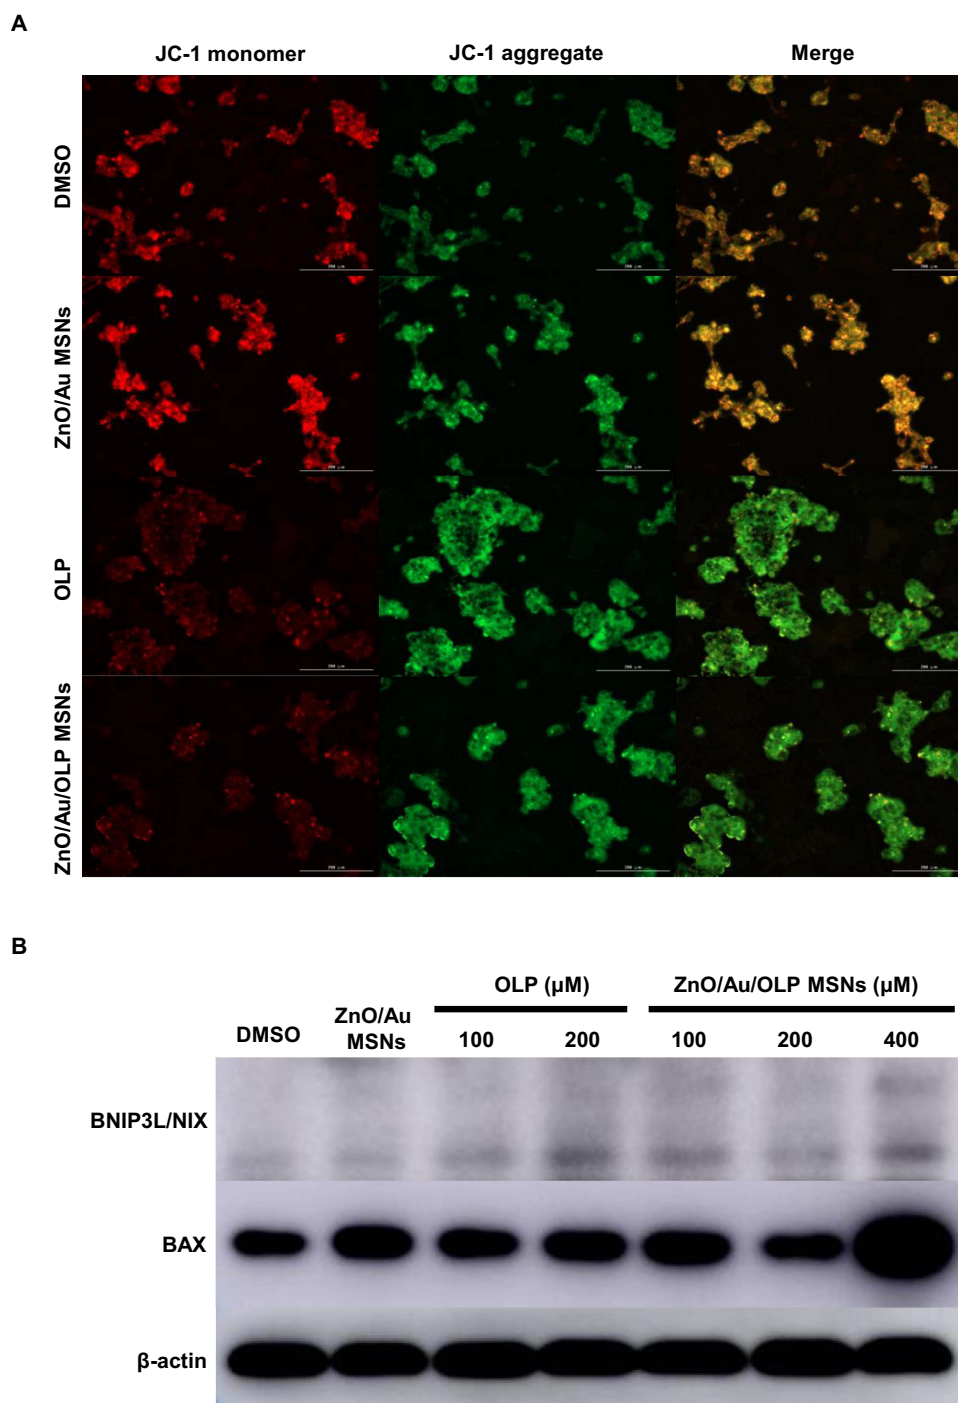 A
JC-1 monomer JC-1 aggregate Merge
DMSO
ZnO/Au MSNs
OLP
ZnO/Au/OLP MSNs
B
OLP (µM) ZnO/Au/OLP MSNs (µM)
DMSO ZnO/Au MSNs 100 200 100 200 400
BNIP3L/NIX
BAX
β-actin